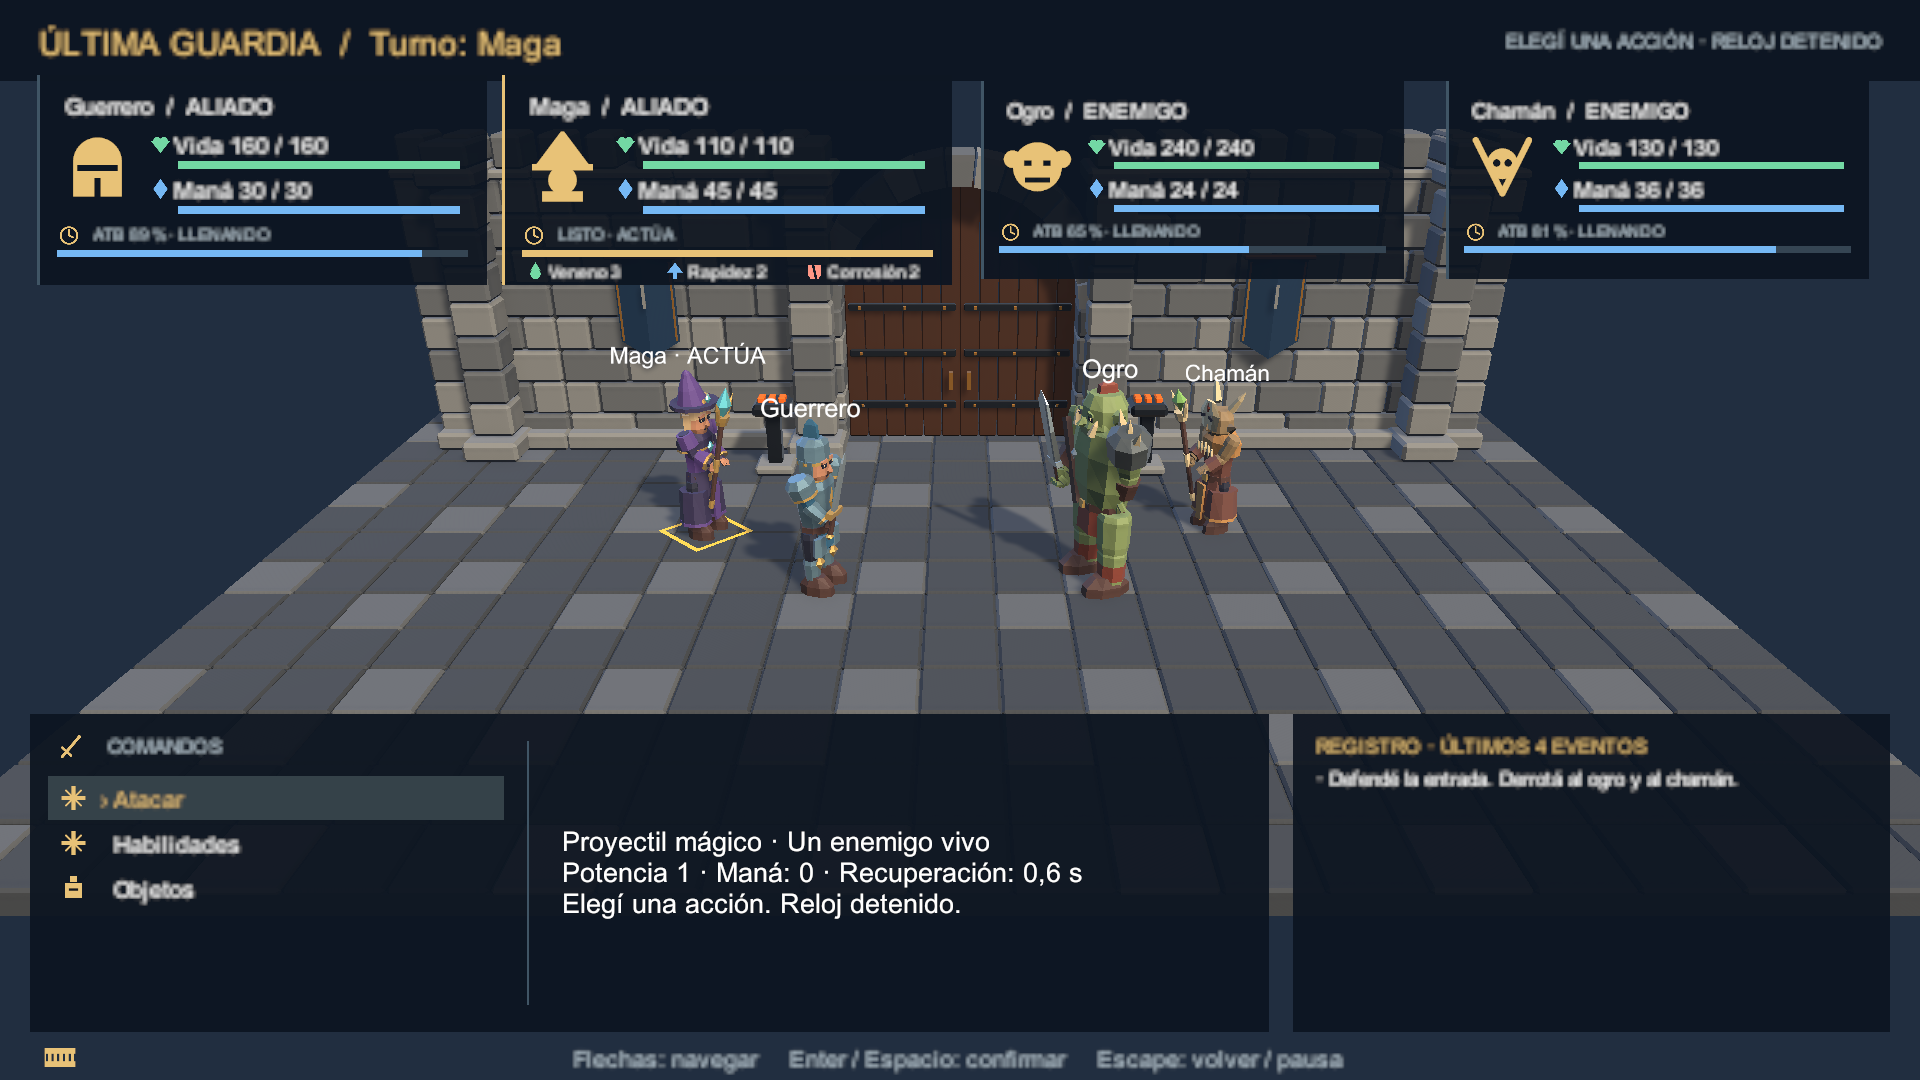 ÚLTIMA GUARDIA / Turno: Maga
ELEGÍ UNA ACCIÓN · RELOJ DETENIDO
Guerrero / ALIADO
Vida 160 / 160
Maná 30 / 30
ATB 89 % · LLENANDO
Maga / ALIADO
Vida 110 / 110
Maná 45 / 45
LISTO · ACTÚA
Veneno 3 Rapidez 2 Corrosión 2
Ogro / ENEMIGO
Vida 240 / 240
Maná 24 / 24
ATB 65 % · LLENANDO
Chamán / ENEMIGO
Vida 130 / 130
Maná 36 / 36
ATB 81 % · LLENANDO
Maga · ACTÚA
Guerrero
Ogro
Chamán
COMANDOS
› Atacar
Habilidades
Objetos
Proyectil mágico · Un enemigo vivo
Potencia 1 · Maná: 0 · Recuperación: 0,6 s
Elegí una acción. Reloj detenido.
REGISTRO · ÚLTIMOS 4 EVENTOS
· Defendé la entrada. Derrotá al ogro y al chamán.
Flechas: navegar Enter / Espacio: confirmar Escape: volver / pausa